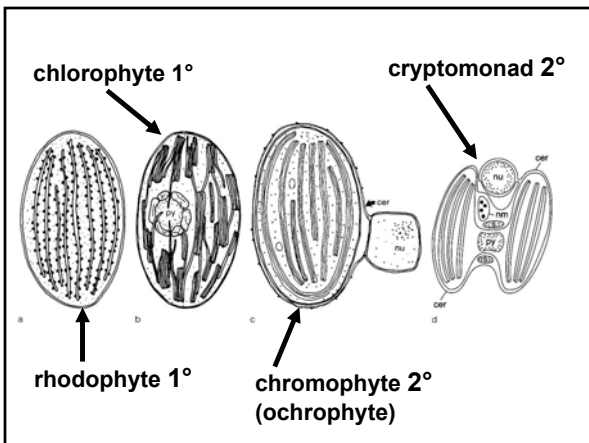 chlorophyte 1°
cryptomonad 2°
nu
cer
nm
py
cer
py
cer
nu
a
b
c
d
rhodophyte 1°
chromophyte 2°
(ochrophyte)